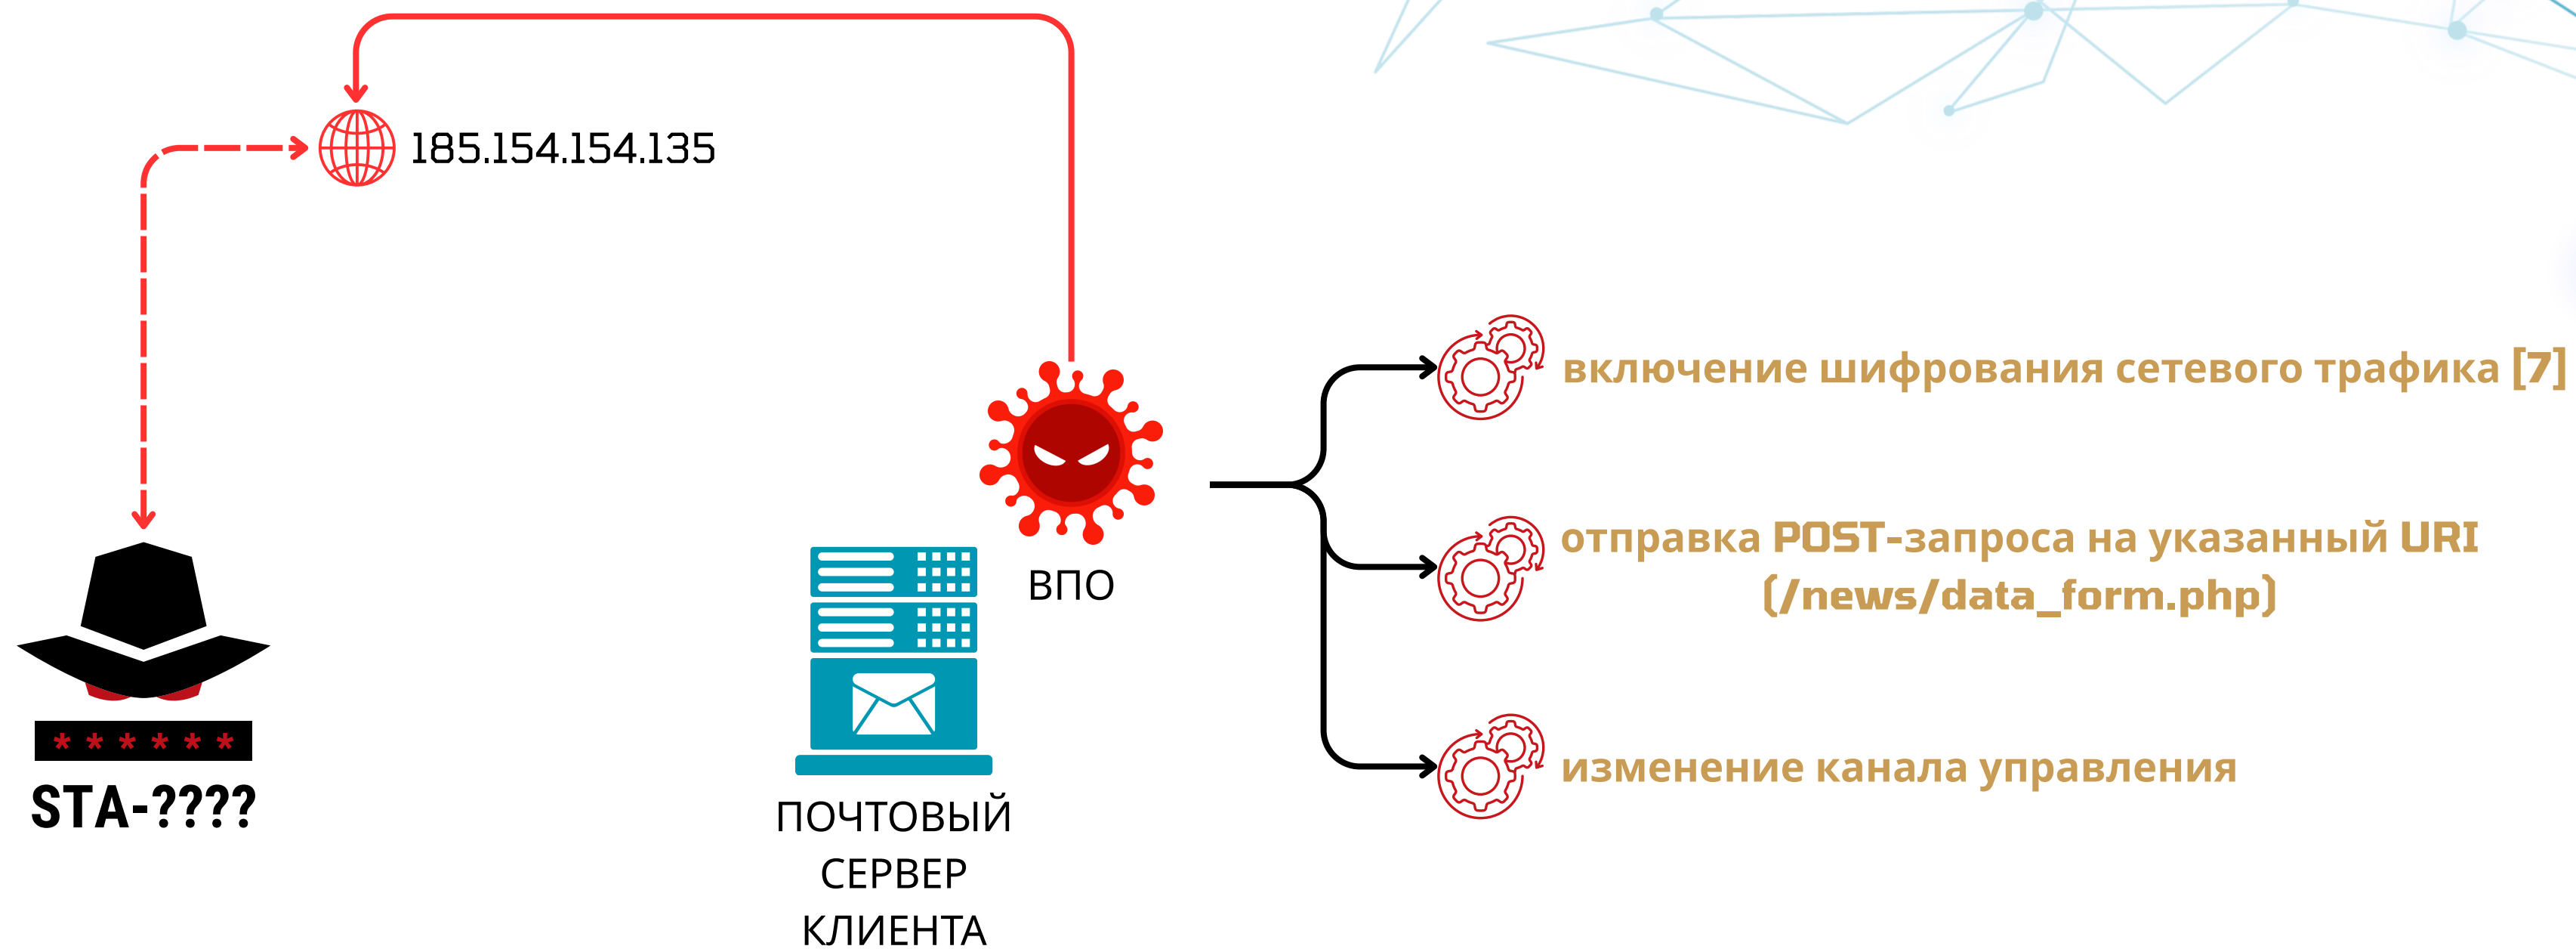 185.154.154.135
включение шифрования сетевого трафика [7]
отправка POST-запроса на указанный URI
(/news/data_form.php)
ВПО
* * * * * *
STA-????
изменение канала управления
ПОЧТОВЫЙ
СЕРВЕР
КЛИЕНТА